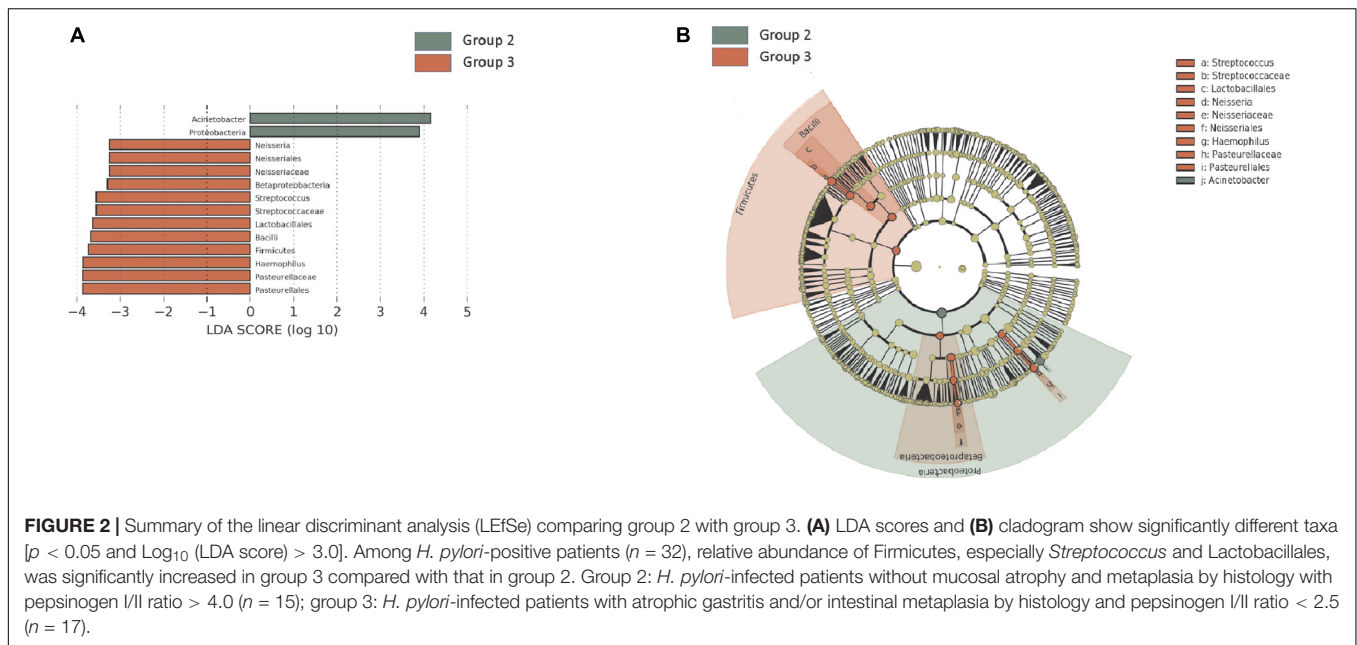 A
Group 2
Group 3
Acinetobacter
Proteobacteria
Neisseria
Neisseriales
Neisseriaceae
Betaproteobbacteria
Streptococcus
Streptococcaceae
Lactobacillales
Bacilli
Firmicutes
Haemophilus
Pasteurellaceae
Pasteurellales
−4 −3 −2 −1 0 1 2 3 4 5
LDA SCORE (log 10)
B
Group 2
Group 3
Firmicutes
Bacilli
c
Betaproteobacteria
Proteobacteria
e
f
a: Streptococcus
b: Streptococcaceae
c: Lactobacillales
d: Neisseria
e: Neisseriaceae
f: Neisseriales
g: Haemophilus
h: Pasteurellaceae
i: Pasteurellales
j: Acinetobacter
FIGURE 2 | Summary of the linear discriminant analysis (LEfSe) comparing group 2 with group 3. (A) LDA scores and (B) cladogram show significantly different taxa
[p < 0.05 and Log₁₀ (LDA score) > 3.0]. Among H. pylori-positive patients (n = 32), relative abundance of Firmicutes, especially Streptococcus and Lactobacillales,
was significantly increased in group 3 compared with that in group 2. Group 2: H. pylori-infected patients without mucosal atrophy and metaplasia by histology with
pepsinogen I/II ratio > 4.0 (n = 15); group 3: H. pylori-infected patients with atrophic gastritis and/or intestinal metaplasia by histology and pepsinogen I/II ratio < 2.5
(n = 17).